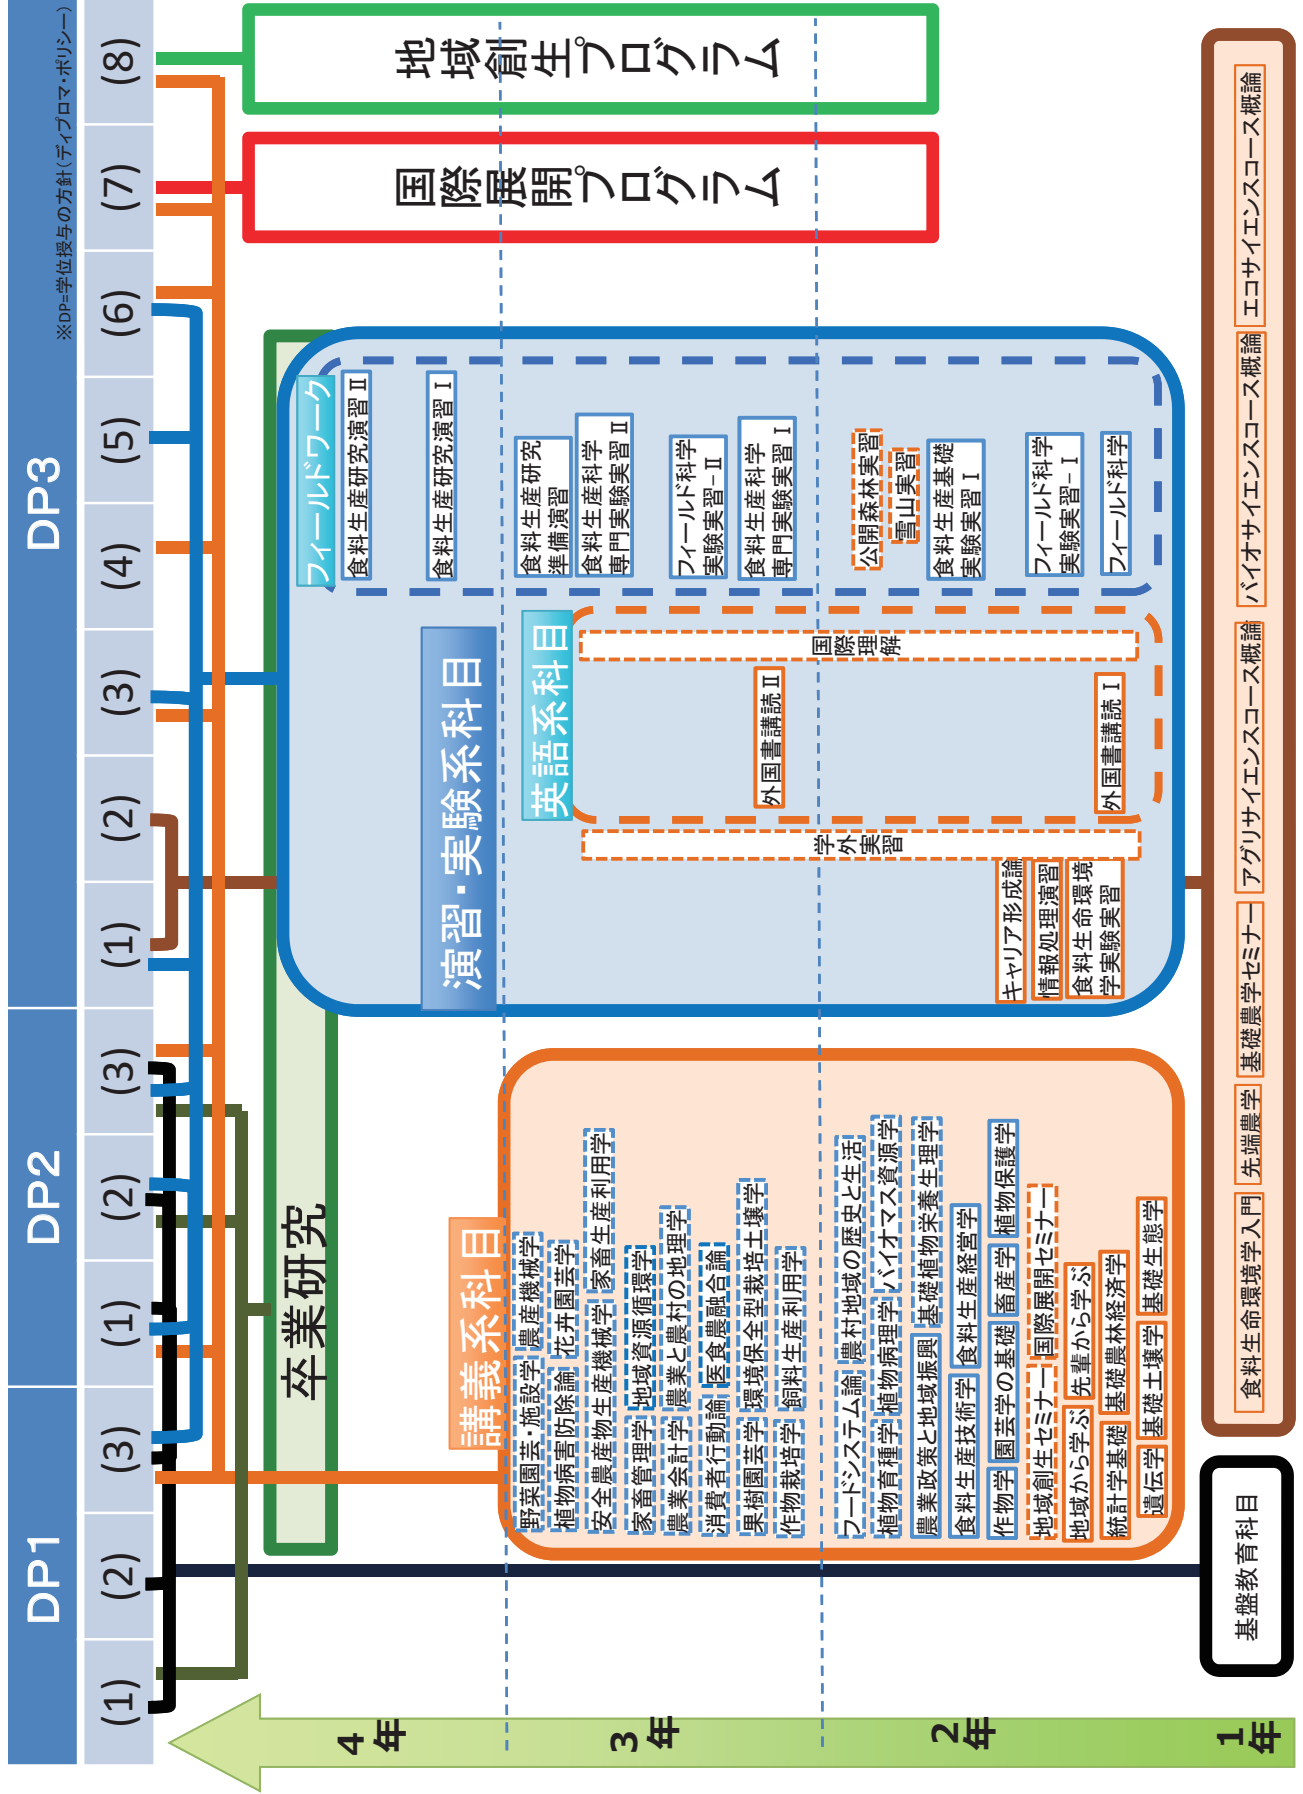 DP1
DP2
DP3
※DP=学位授与の方針(ディプロマ・ポリシー)
(1)
(2)
(3)
(1)
(2)
(3)
(1)
(2)
(3)
(4)
(5)
(6)
(7)
(8)
4年
3年
2年
1年
卒業研究
講義系科目
野菜園芸・施設学
農産機械学
植物病害防除論
花卉園芸学
安全農産物生産機械学
家畜生産利用学
家畜管理学
地域資源循環学
農業会計学
農業と農村の地理学
消費者行動論
医食農融合論
果樹園芸学
環境保全型栽培土壌学
作物栽培学
飼料生産利用学
フードシステム論
農村地域の歴史と生活
植物育種学
植物病理学
バイオマス資源学
農業政策と地域振興
基礎植物栄養生理学
食料生産技術学
食料生産経営学
作物学
園芸学の基礎
畜産学
植物保護学
地域創生セミナー
国際展開セミナー
地域から学ぶ
先輩から学ぶ
統計学基礎
基礎農林経済学
遺伝学
基礎土壌学
基礎生態学
演習・実験系科目
キャリア形成論
情報処理演習
食料生命環境
学実験実習
学外実習
英語系科目
外国書講読Ⅱ
外国書講読Ⅰ
国際理解
フィールドワーク
食料生産研究演習Ⅱ
食料生産研究演習Ⅰ
食料生産研究
準備演習
食料生産科学
専門実験実習Ⅱ
フィールド科学
実験実習-Ⅱ
食料生産科学
専門実験実習Ⅰ
公開森林実習
雪山実習
食料生産基礎
実験実習Ⅰ
フィールド科学
実験実習-Ⅰ
フィールド科学
国際展開プログラム
地域創生プログラム
基盤教育科目
食料生命環境学入門
先端農学
基礎農学セミナー
アグリサイエンスコース概論
バイオサイエンスコース概論
エコサイエンスコース概論